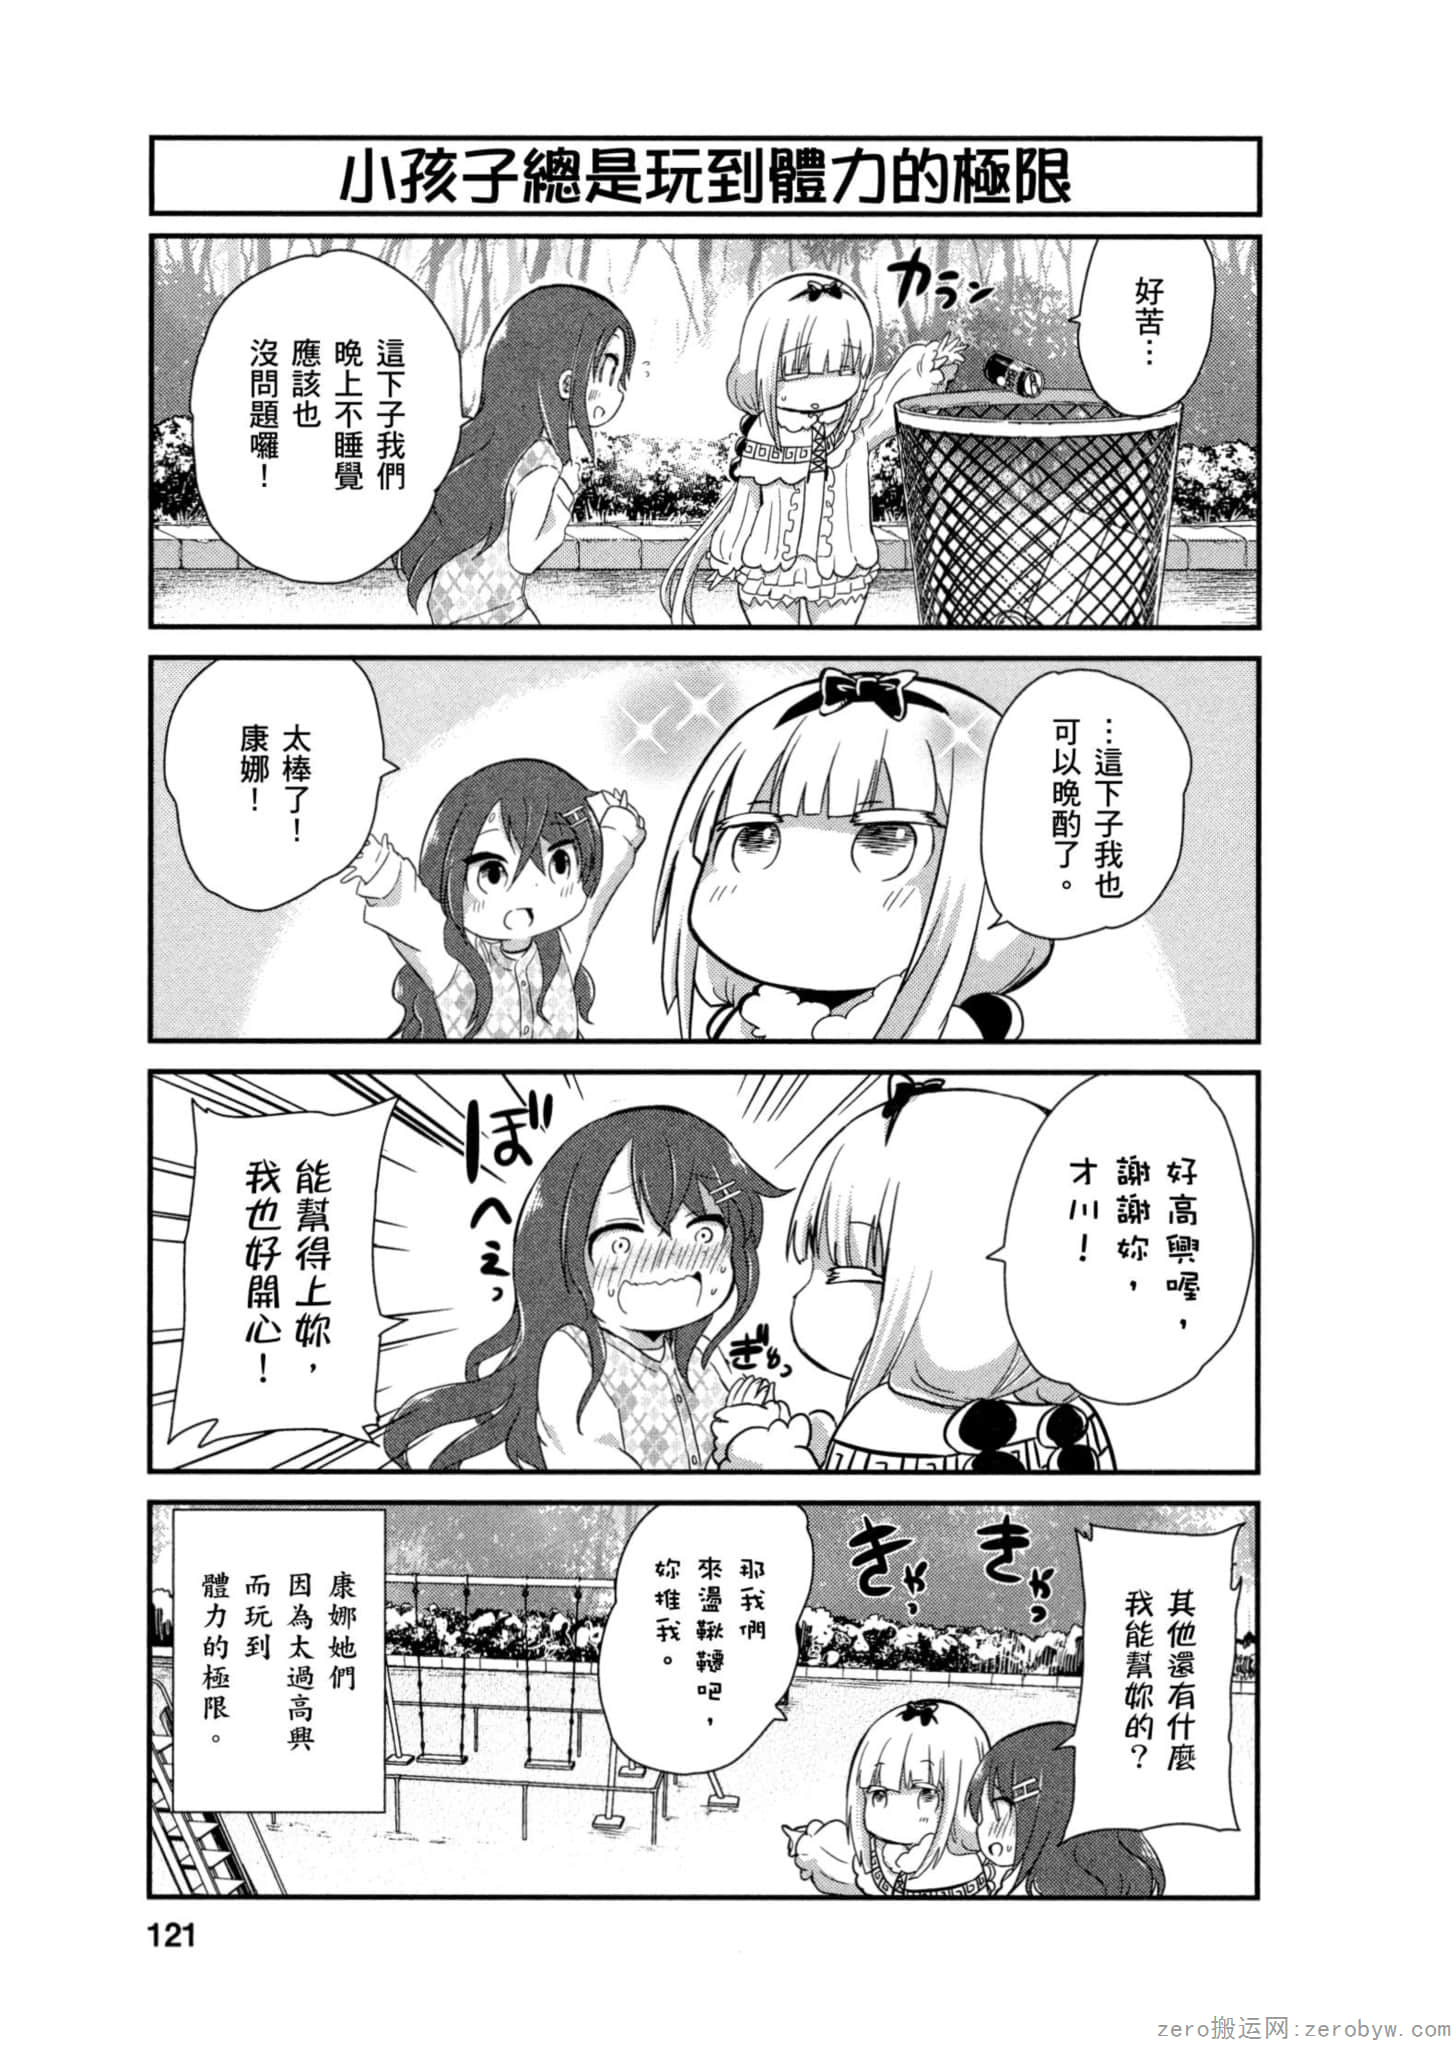 小孩子總是玩到體力的極限
好苦…
カラン
這下子我們
晚上不睡覺
應該也
沒問題囉！
…這下子我也
可以晚酌了。
太棒了！
康娜！
好高興喔，
謝謝妳，
才川！
ぎゅっ
ぼへえっ
能幫得上妳，
我也好開心！
其他還有什麼
我能幫妳的？
きゃっ
きゃっ
那我們
來盪鞦韆吧，
妳推我。
康娜她們
因為太過高興
而玩到
體力的極限。
121
zero搬运网:zerobyw.com